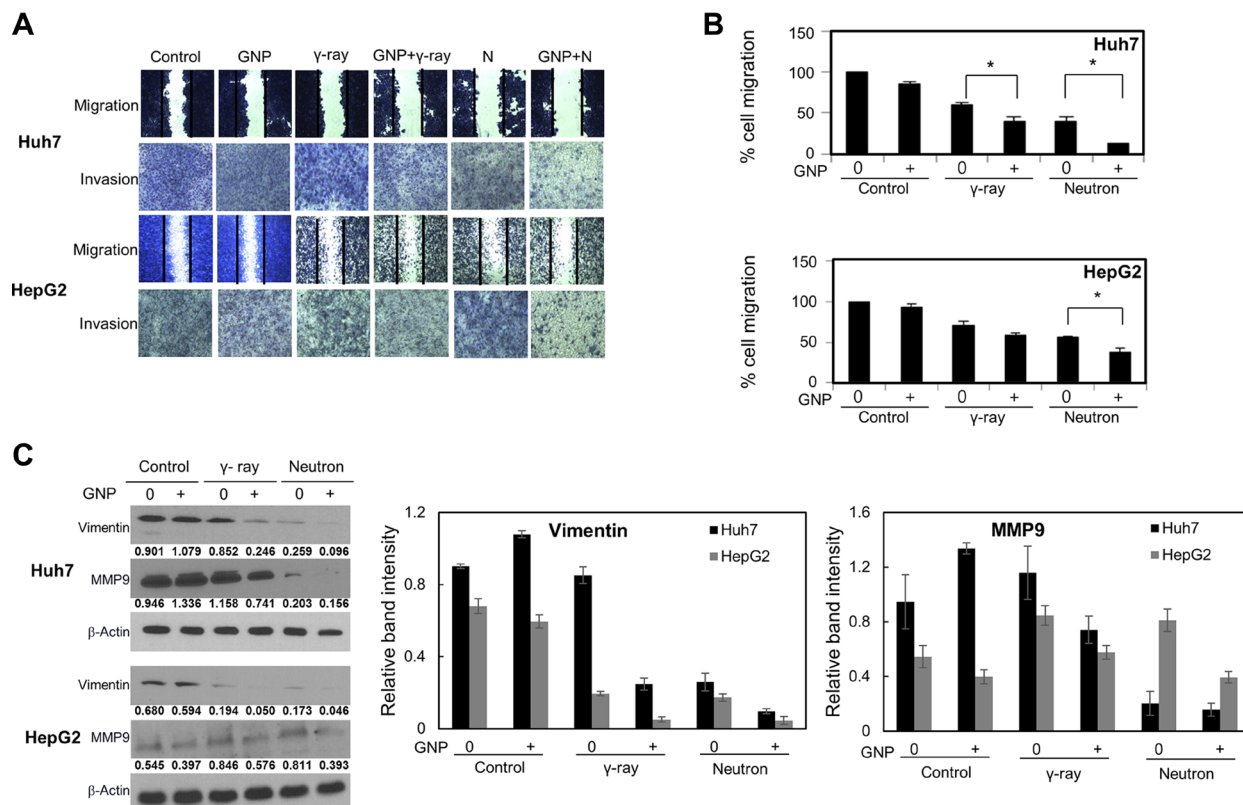 A
Control GNP γ-ray GNP+γ-ray N GNP+N
Migration
Huh7
Invasion
Migration
HepG2
Invasion
B
150
Huh7
100
50
0
% cell migration
* *
0 + 0 + 0 +
GNP
Control γ-ray Neutron
150
HepG2
100
50
0
% cell migration
*
0 + 0 + 0 +
GNP
Control γ-ray Neutron
C
Control γ- ray Neutron
GNP 0 + 0 + 0 +
Vimentin
0.901 1.079 0.852 0.246 0.259 0.096
Huh7
MMP9
0.946 1.336 1.158 0.741 0.203 0.156
β-Actin
Vimentin
0.680 0.594 0.194 0.050 0.173 0.046
HepG2
MMP9
0.545 0.397 0.846 0.576 0.811 0.393
β-Actin
Vimentin
Huh7
HepG2
Relative band intensity
1.2
0.8
0.4
0
GNP 0 + 0 + 0 +
Control γ-ray Neutron
MMP9
Huh7
HepG2
Relative band intensity
1.6
1.2
0.8
0.4
0
GNP 0 + 0 + 0 +
Control γ-ray Neutron